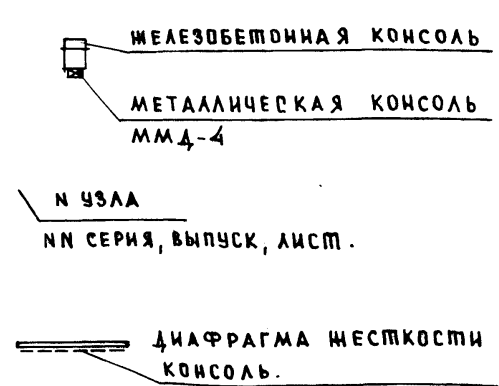 ЖЕЛЕЗОБЕТОННАЯ КОНСОЛЬ
МЕТАЛЛИЧЕСКАЯ КОНСОЛЬ
ММД-4
N УЗЛА
NN СЕРИЯ, ВЫПУСК, ЛИСТ.
ДИАФРАГМА ЖЕСТКОСТИ
КОНСОЛЬ.